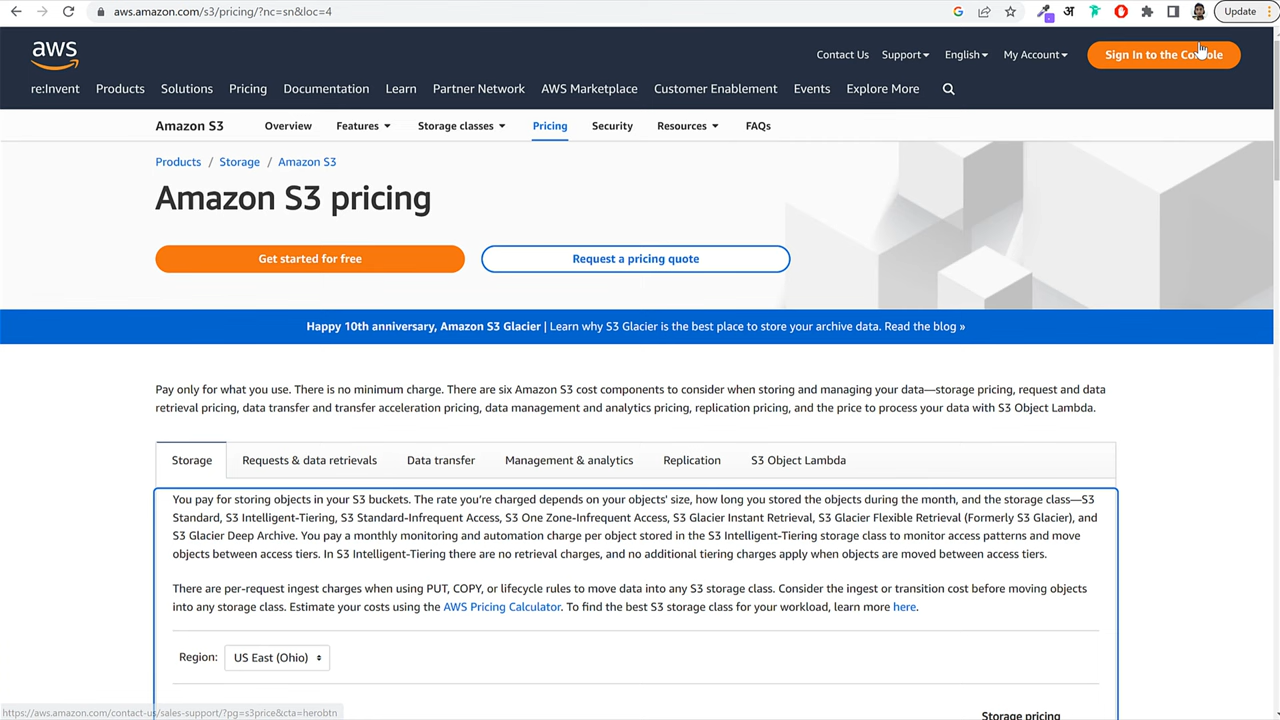 aws.amazon.com/s3/pricing/?nc=sn&loc=4
अ
Update
aws
Contact Us Support English My Account Sign In to the Console
re:Invent Products Solutions Pricing Documentation Learn Partner Network AWS Marketplace Customer Enablement Events Explore More
Amazon S3 Overview Features Storage classes Pricing Security Resources FAQs
Products / Storage / Amazon S3
Amazon S3 pricing
Get started for free Request a pricing quote
Happy 10th anniversary, Amazon S3 Glacier | Learn why S3 Glacier is the best place to store your archive data. Read the blog »
Pay only for what you use. There is no minimum charge. There are six Amazon S3 cost components to consider when storing and managing your data—storage pricing, request and data
retrieval pricing, data transfer and transfer acceleration pricing, data management and analytics pricing, replication pricing, and the price to process your data with S3 Object Lambda.
Storage Requests & data retrievals Data transfer Management & analytics Replication S3 Object Lambda
You pay for storing objects in your S3 buckets. The rate you’re charged depends on your objects' size, how long you stored the objects during the month, and the storage class—S3
Standard, S3 Intelligent-Tiering, S3 Standard-Infrequent Access, S3 One Zone-Infrequent Access, S3 Glacier Instant Retrieval, S3 Glacier Flexible Retrieval (Formerly S3 Glacier), and
S3 Glacier Deep Archive. You pay a monthly monitoring and automation charge per object stored in the S3 Intelligent-Tiering storage class to monitor access patterns and move
objects between access tiers. In S3 Intelligent-Tiering there are no retrieval charges, and no additional tiering charges apply when objects are moved between access tiers.
There are per-request ingest charges when using PUT, COPY, or lifecycle rules to move data into any S3 storage class. Consider the ingest or transition cost before moving objects
into any storage class. Estimate your costs using the AWS Pricing Calculator. To find the best S3 storage class for your workload, learn more here.
Region: US East (Ohio)
https://aws.amazon.com/contact-us/sales-support/?pg=s3price&cta=herobtn
Storage pricing